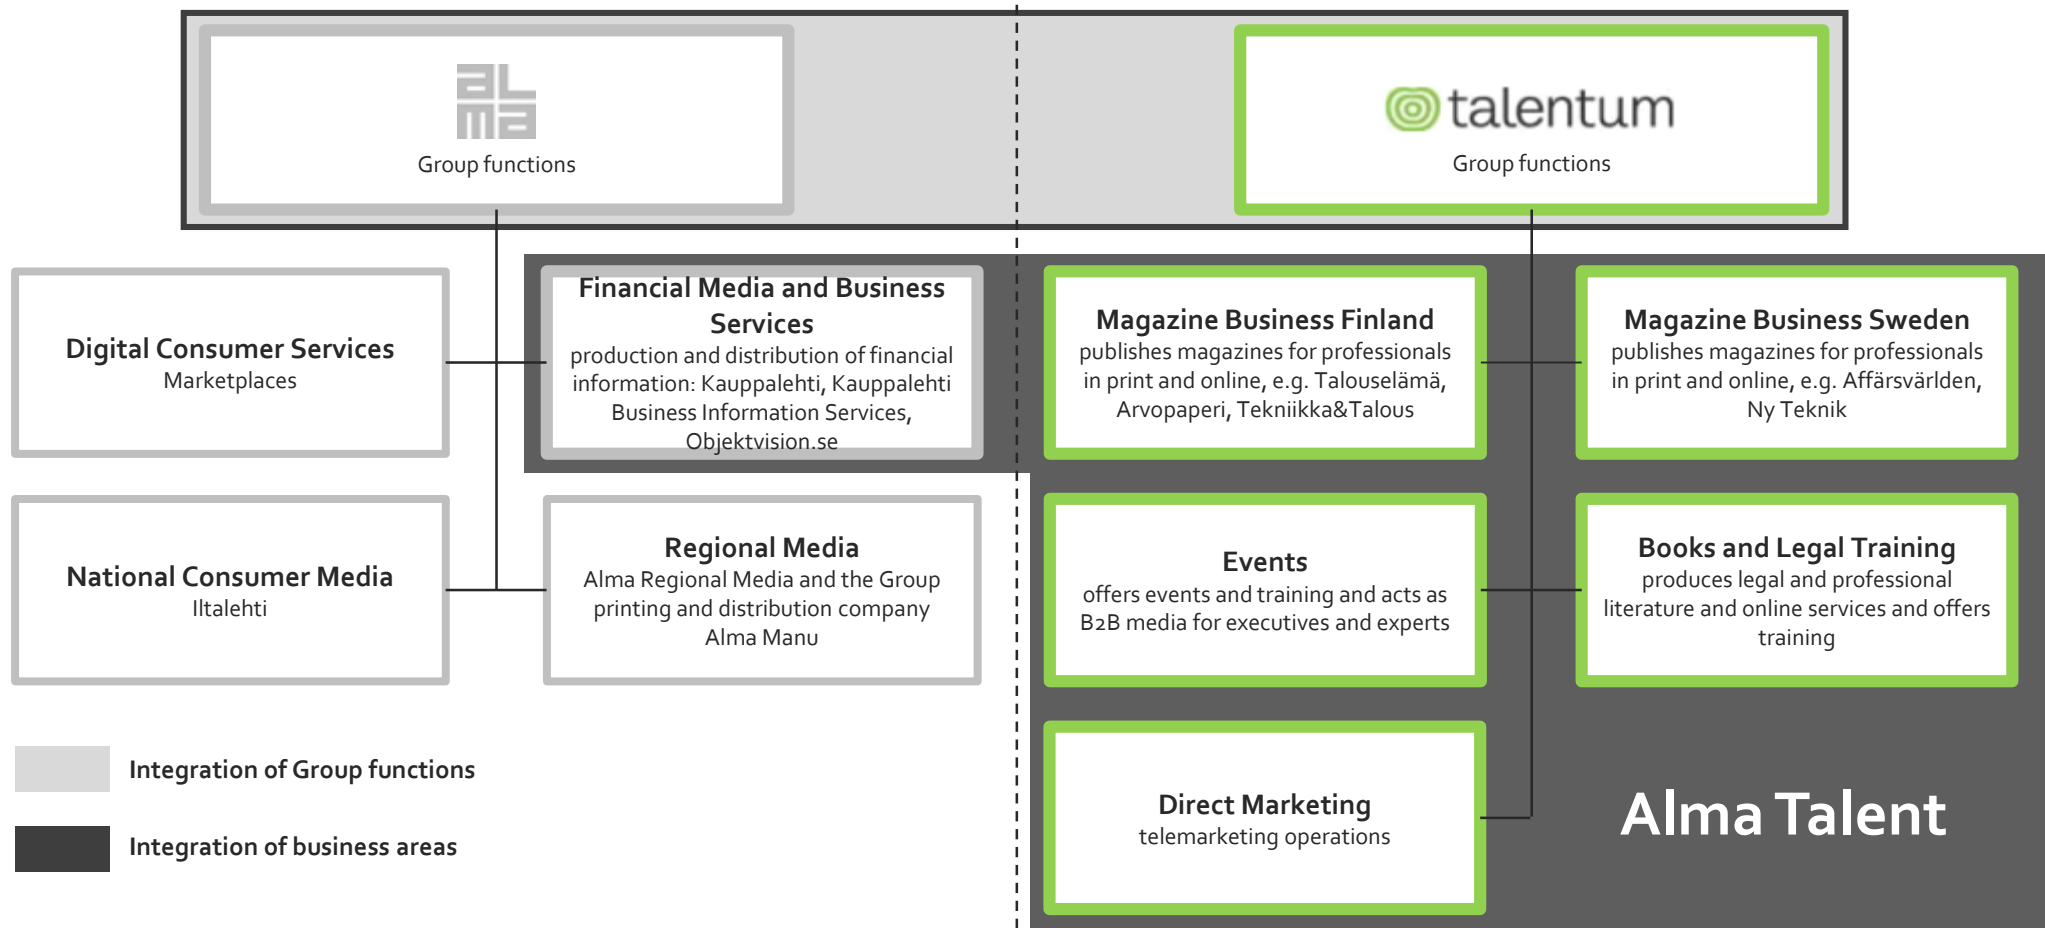 aLma
Group functions
talentum
Group functions
Digital Consumer Services
Marketplaces
Financial Media and Business
Services
production and distribution of financial
information: Kauppalehti, Kauppalehti
Business Information Services,
Objektvision.se
Magazine Business Finland
publishes magazines for professionals
in print and online, e.g. Talouselämä,
Arvopaperi, Tekniikka&Talous
Magazine Business Sweden
publishes magazines for professionals
in print and online, e.g. Affärsvärlden,
Ny Teknik
National Consumer Media
Iltalehti
Regional Media
Alma Regional Media and the Group
printing and distribution company
Alma Manu
Events
offers events and training and acts as
B2B media for executives and experts
Books and Legal Training
produces legal and professional
literature and online services and offers
training
Integration of Group functions
Integration of business areas
Direct Marketing
telemarketing operations
Alma Talent